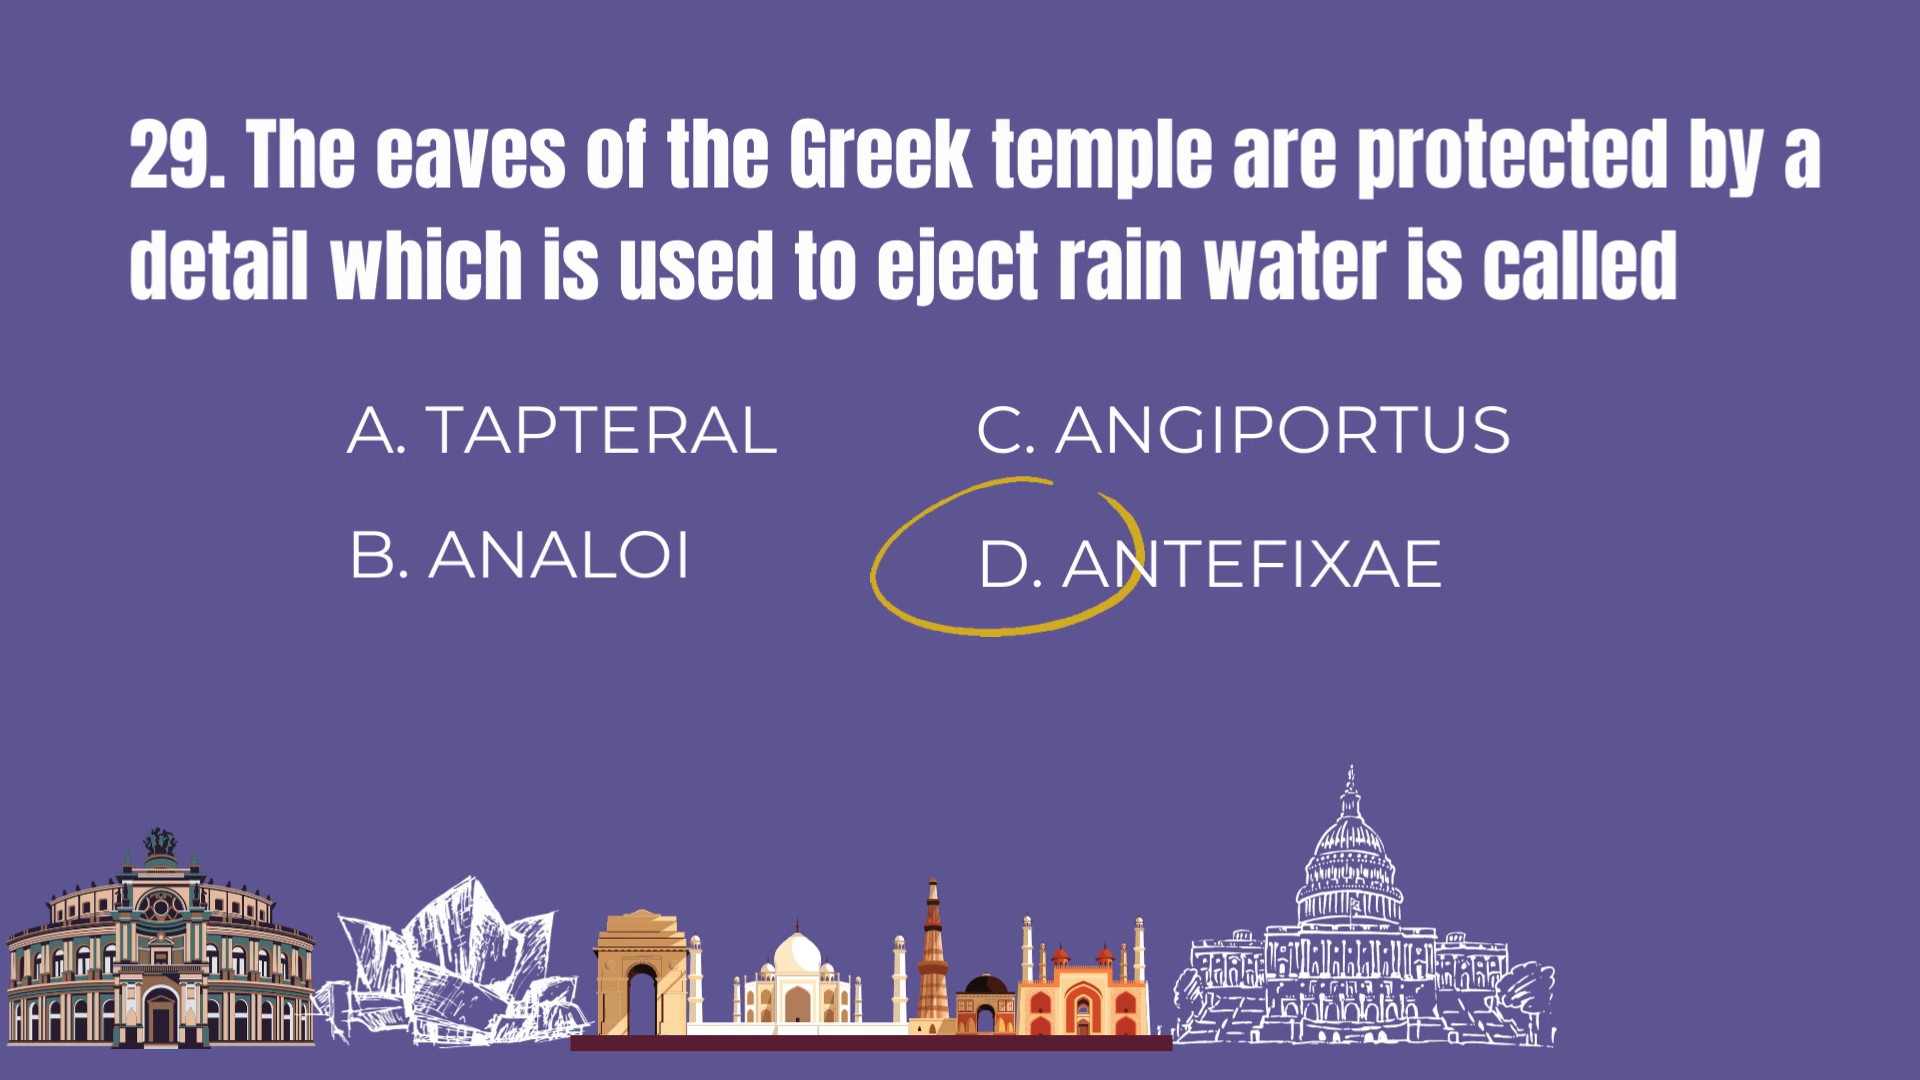 29. The eaves of the Greek temple are protected by a
detail which is used to eject rain water is called
A. TAPTERAL
B. ANALOI
C. ANGIPORTUS
D. ANTEFIXAE